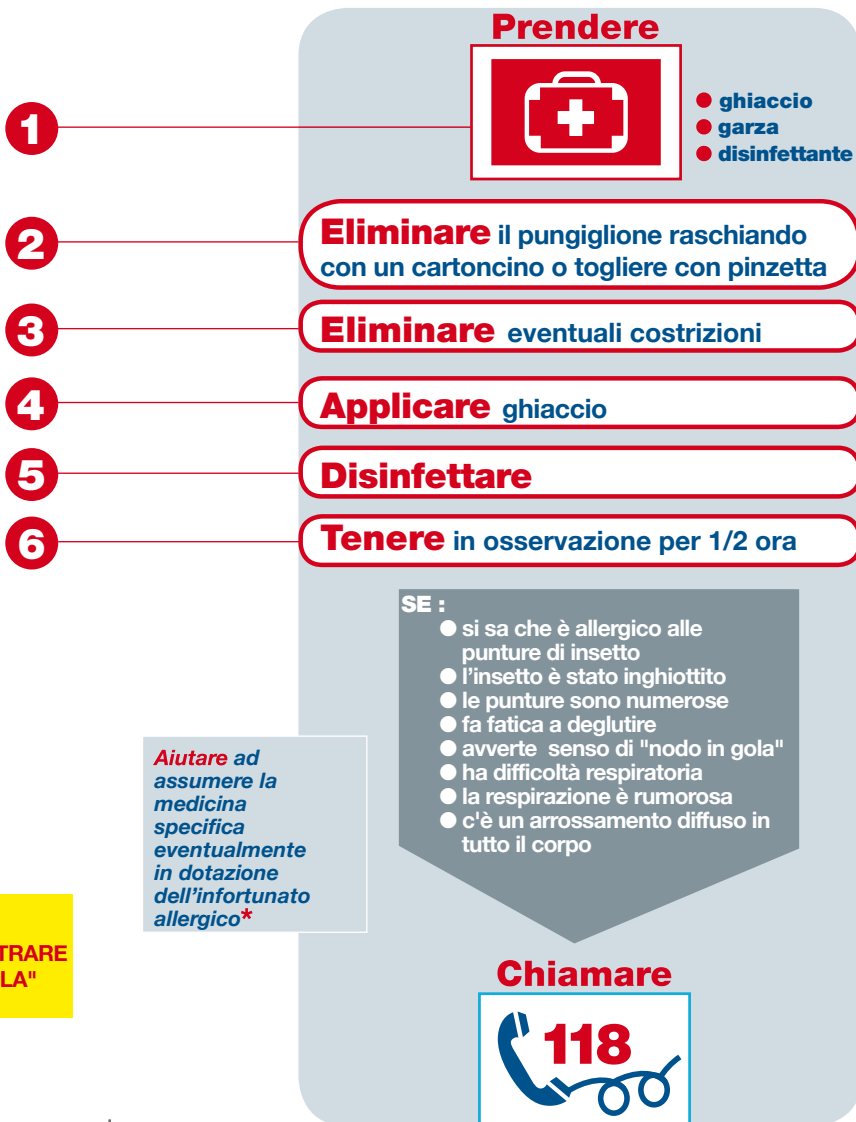 Prendere
1
● ghiaccio
● garza
● disinfettante
2
Eliminare il pungiglione raschiando
con un cartoncino o togliere con pinzetta
3
Eliminare eventuali costrizioni
4
Applicare ghiaccio
5
Disinfettare
6
Tenere in osservazione per 1/2 ora
SE :
● si sa che è allergico alle
punture di insetto
● l'insetto è stato inghiottito
● le punture sono numerose
● fa fatica a deglutire
● avverte senso di "nodo in gola"
● ha difficoltà respiratoria
● la respirazione è rumorosa
● c'è un arrossamento diffuso in
tutto il corpo
Aiutare ad
assumere la
medicina
specifica
eventualmente
in dotazione
dell'infortunato
allergico*
TRARE
LA"
Chiamare
118